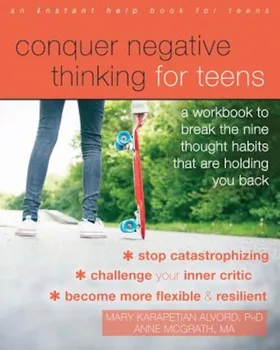 an instant help book for teens
conquer negative
thinking for teens
a workbook to
break the nine
thought habits
that are holding
you back
* stop catastrophizing
* challenge your inner critic
* become more flexible & resilient
MARY KARAPETIAN ALVORD, PhD
ANNE MCGRATH, MA